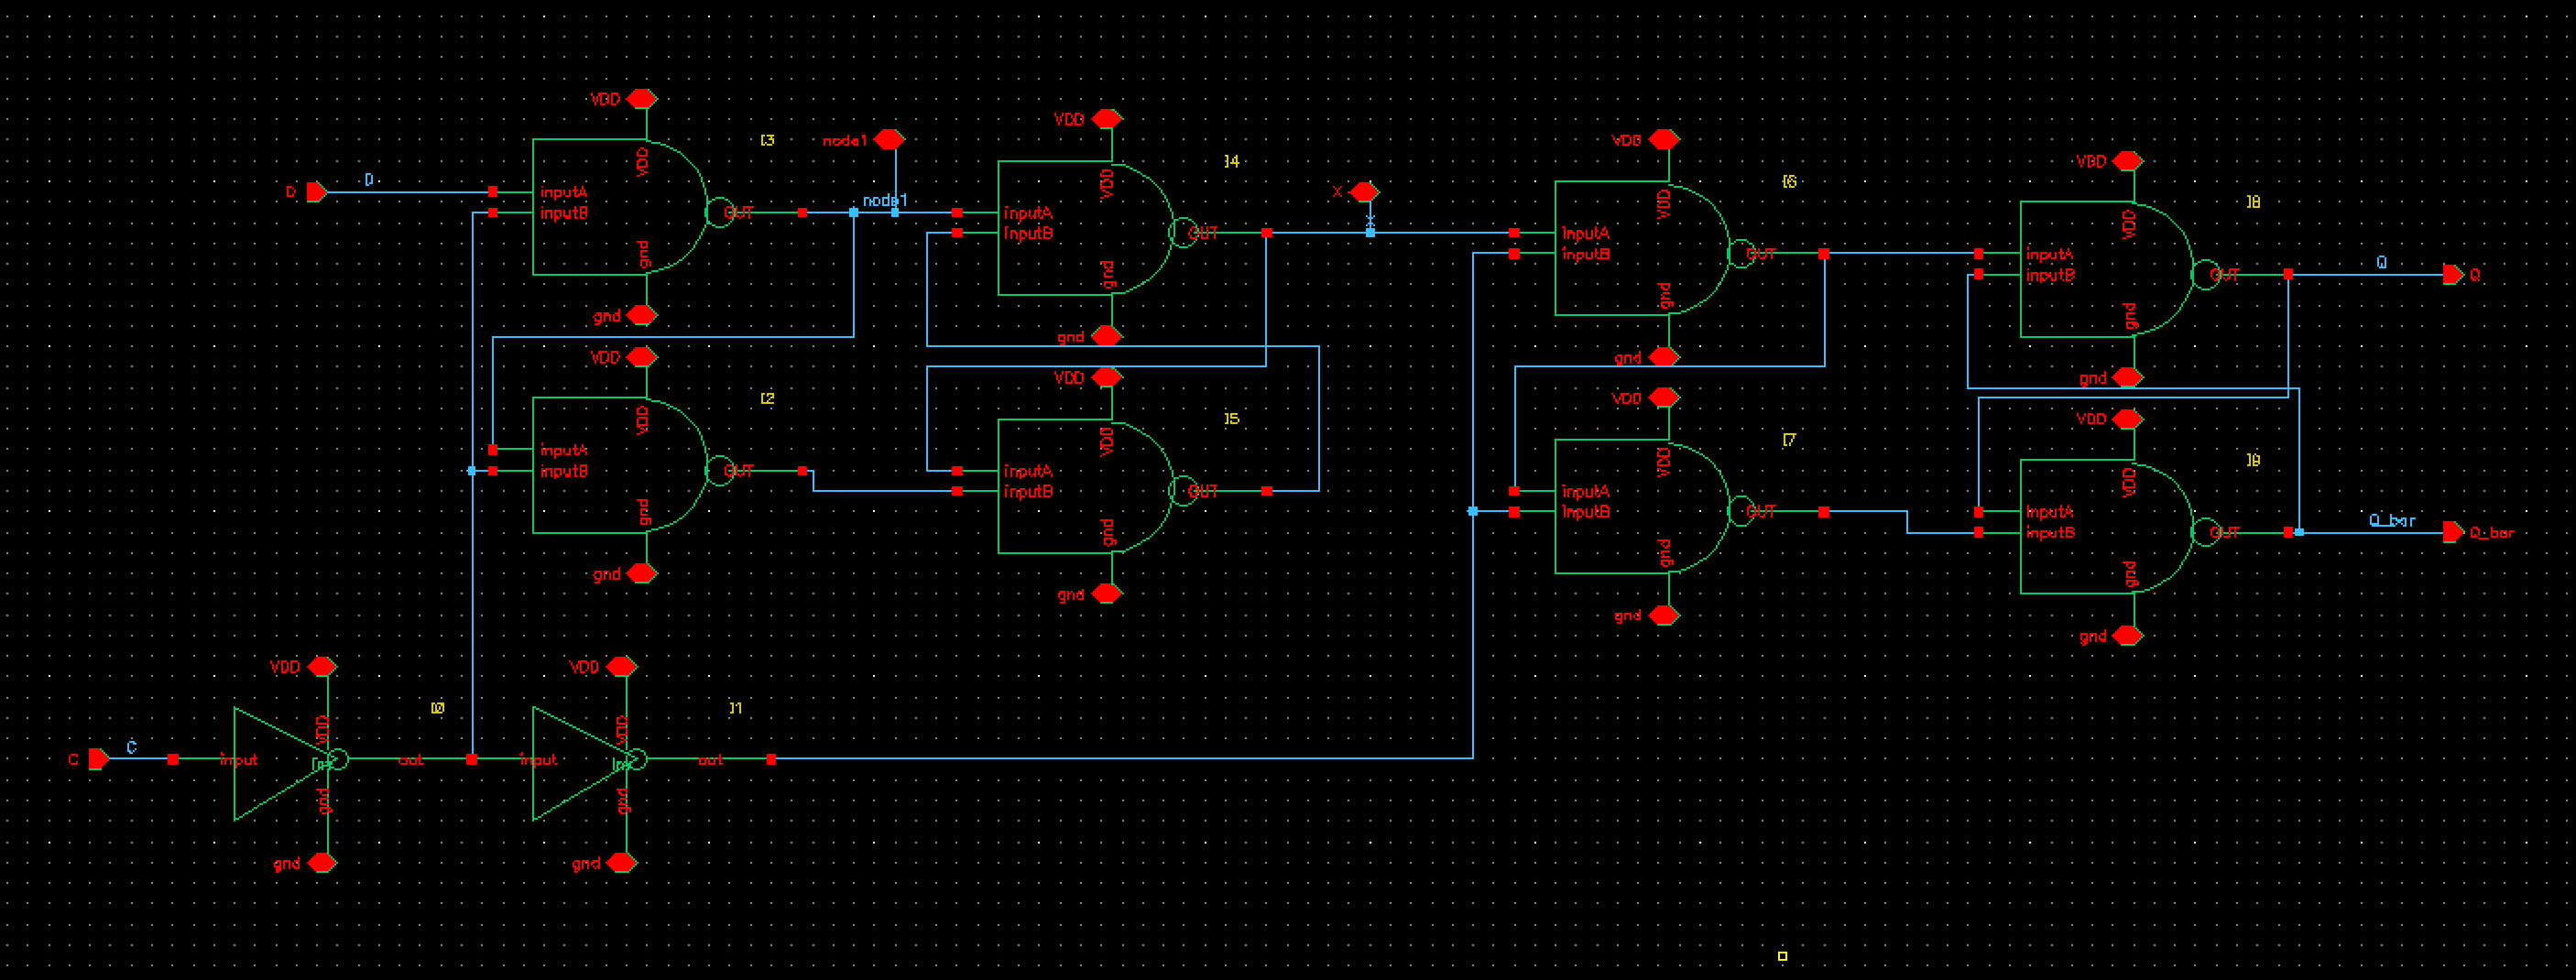 VDD
VDD
I3
node1
VDD
I4
VDD
I6
VDD
I8
D
D
inputA
inputB
VDD
gnd
OUT
node1
inputA
inputB
VDD
gnd
OUT
X
X
inputA
inputB
VDD
gnd
OUT
inputA
inputB
VDD
gnd
OUT
Q
Q
gnd
gnd
gnd
gnd
VDD
I2
VDD
I5
VDD
I7
VDD
I9
inputA
inputB
VDD
gnd
OUT
inputA
inputB
VDD
gnd
OUT
inputA
inputB
VDD
gnd
OUT
inputA
inputB
VDD
gnd
OUT
Q_bar
Q_bar
gnd
gnd
gnd
gnd
VDD
I0
VDD
I1
C
C
input
VDD
gnd
out
input
VDD
gnd
out
gnd
gnd